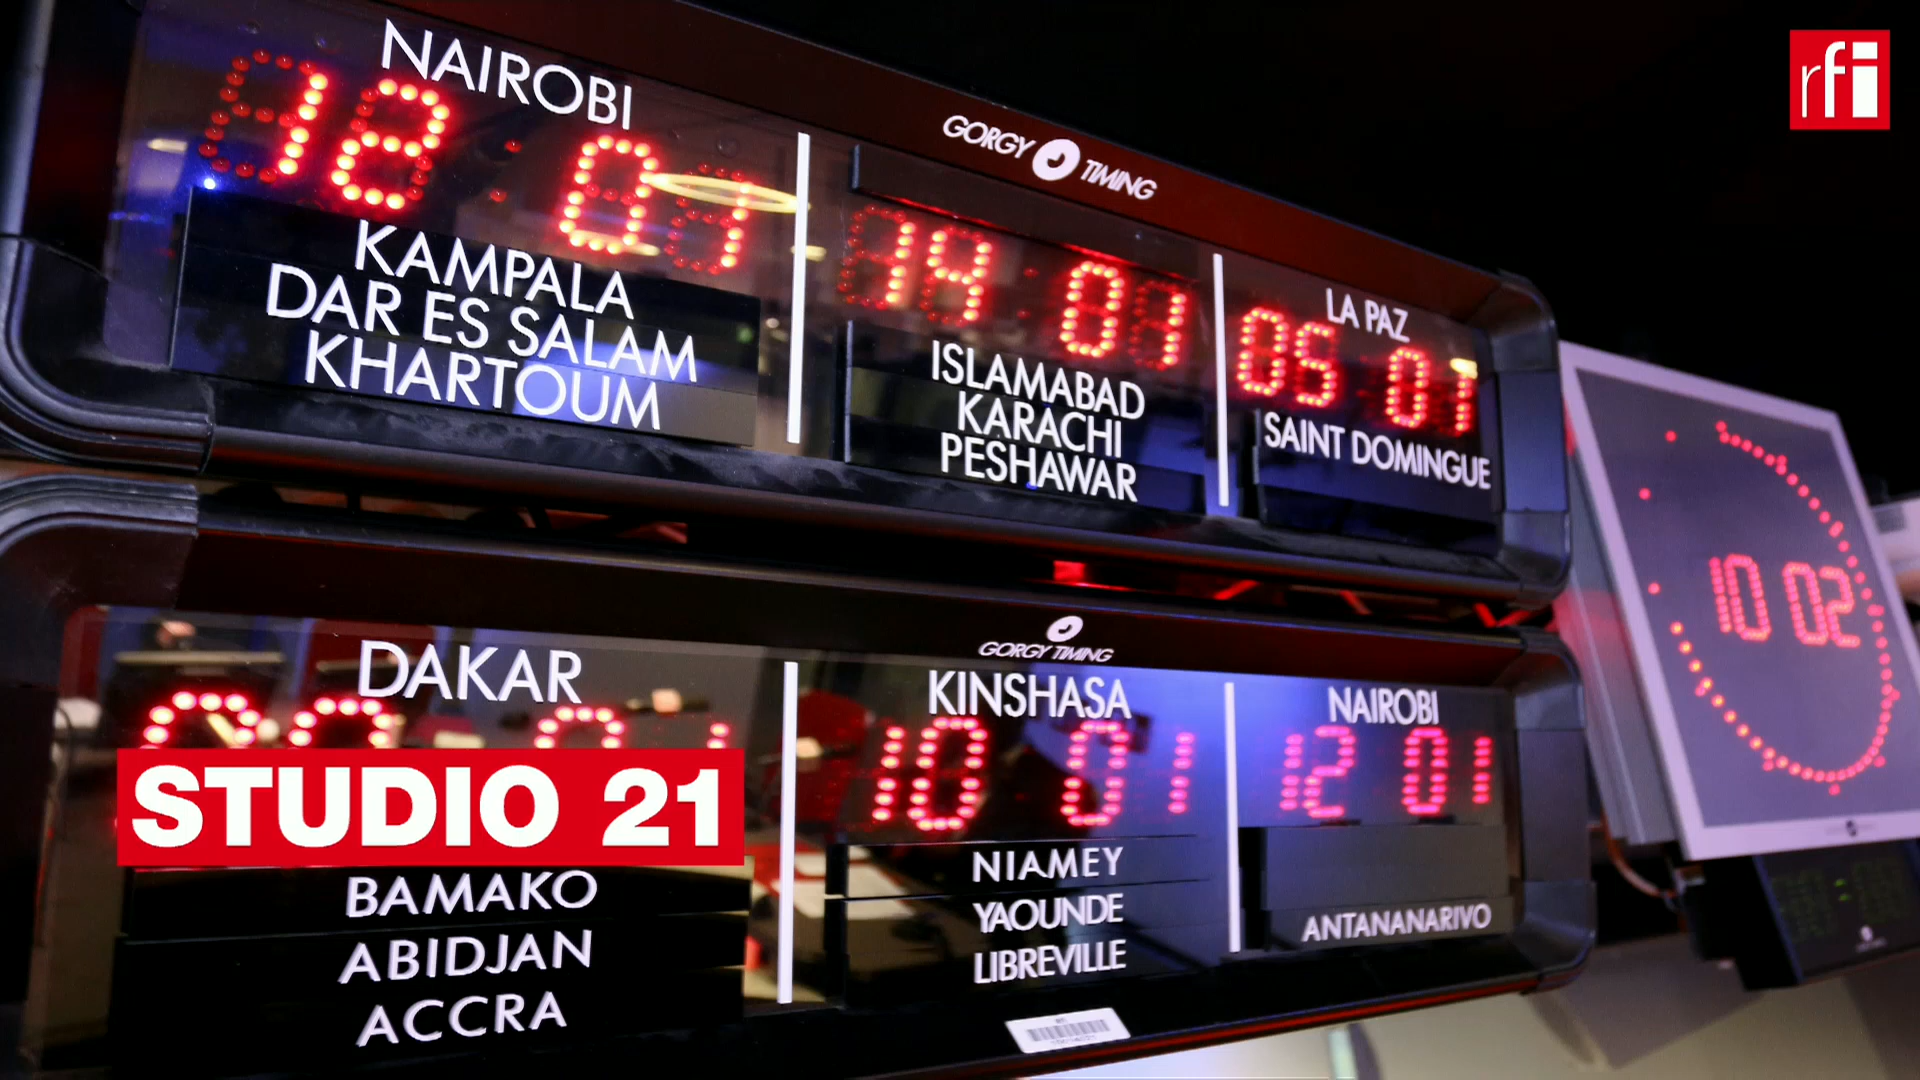 rfi
NAIROBI
12:01
KAMPALA
DAR ES SALAM
KHARTOUM
GORGY TIMING
14:01
ISLAMABAD
KARACHI
PESHAWAR
LA PAZ
05:01
SAINT DOMINGUE
10 02
GORGY TIMING
DAKAR
STUDIO 21
BAMAKO
ABIDJAN
ACCRA
KINSHASA
10 01
NIAMEY
YAOUNDE
LIBREVILLE
NAIROBI
12 01
ANTANANARIVO